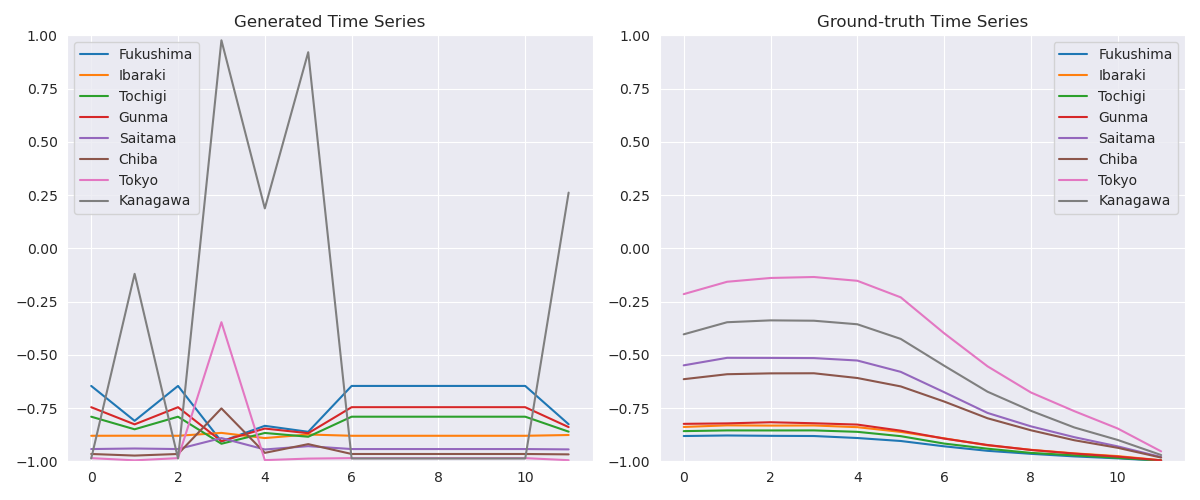 Generated Time Series
1.00
0.75
0.50
0.25
0.00
−0.25
−0.50
−0.75
−1.00
0 2 4 6 8 10
Fukushima
Ibaraki
Tochigi
Gunma
Saitama
Chiba
Tokyo
Kanagawa
Ground-truth Time Series
1.00
0.75
0.50
0.25
0.00
−0.25
−0.50
−0.75
−1.00
0 2 4 6 8 10
Fukushima
Ibaraki
Tochigi
Gunma
Saitama
Chiba
Tokyo
Kanagawa